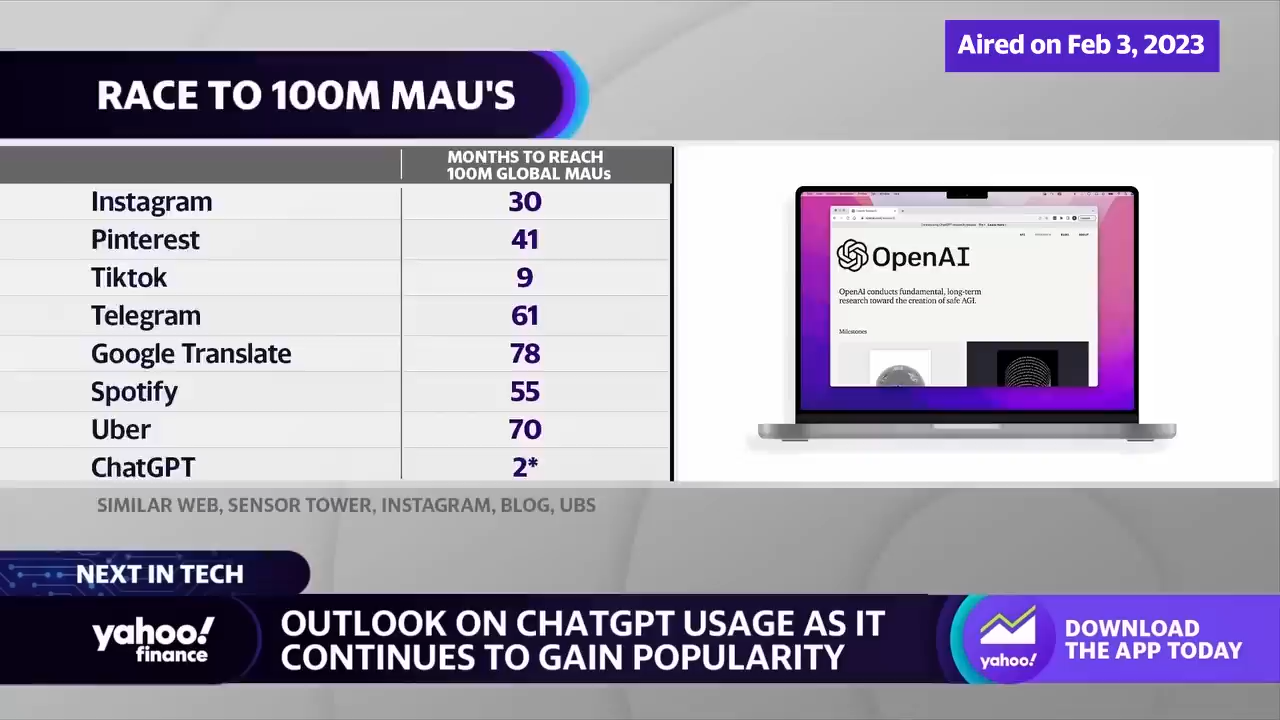 Aired on Feb 3, 2023
RACE TO 100M MAU'S
MONTHS TO REACH
100M GLOBAL MAUs
Instagram 30
Pinterest 41
Tiktok 9
Telegram 61
Google Translate 78
Spotify 55
Uber 70
ChatGPT 2*
SIMILAR WEB, SENSOR TOWER, INSTAGRAM, BLOG, UBS
OpenAI
OpenAI conducts fundamental, long-term
research toward the creation of safe AGI.
Milestones
NEXT IN TECH
yahoo!
finance
OUTLOOK ON CHATGPT USAGE AS IT
CONTINUES TO GAIN POPULARITY
yahoo!
DOWNLOAD
THE APP TODAY